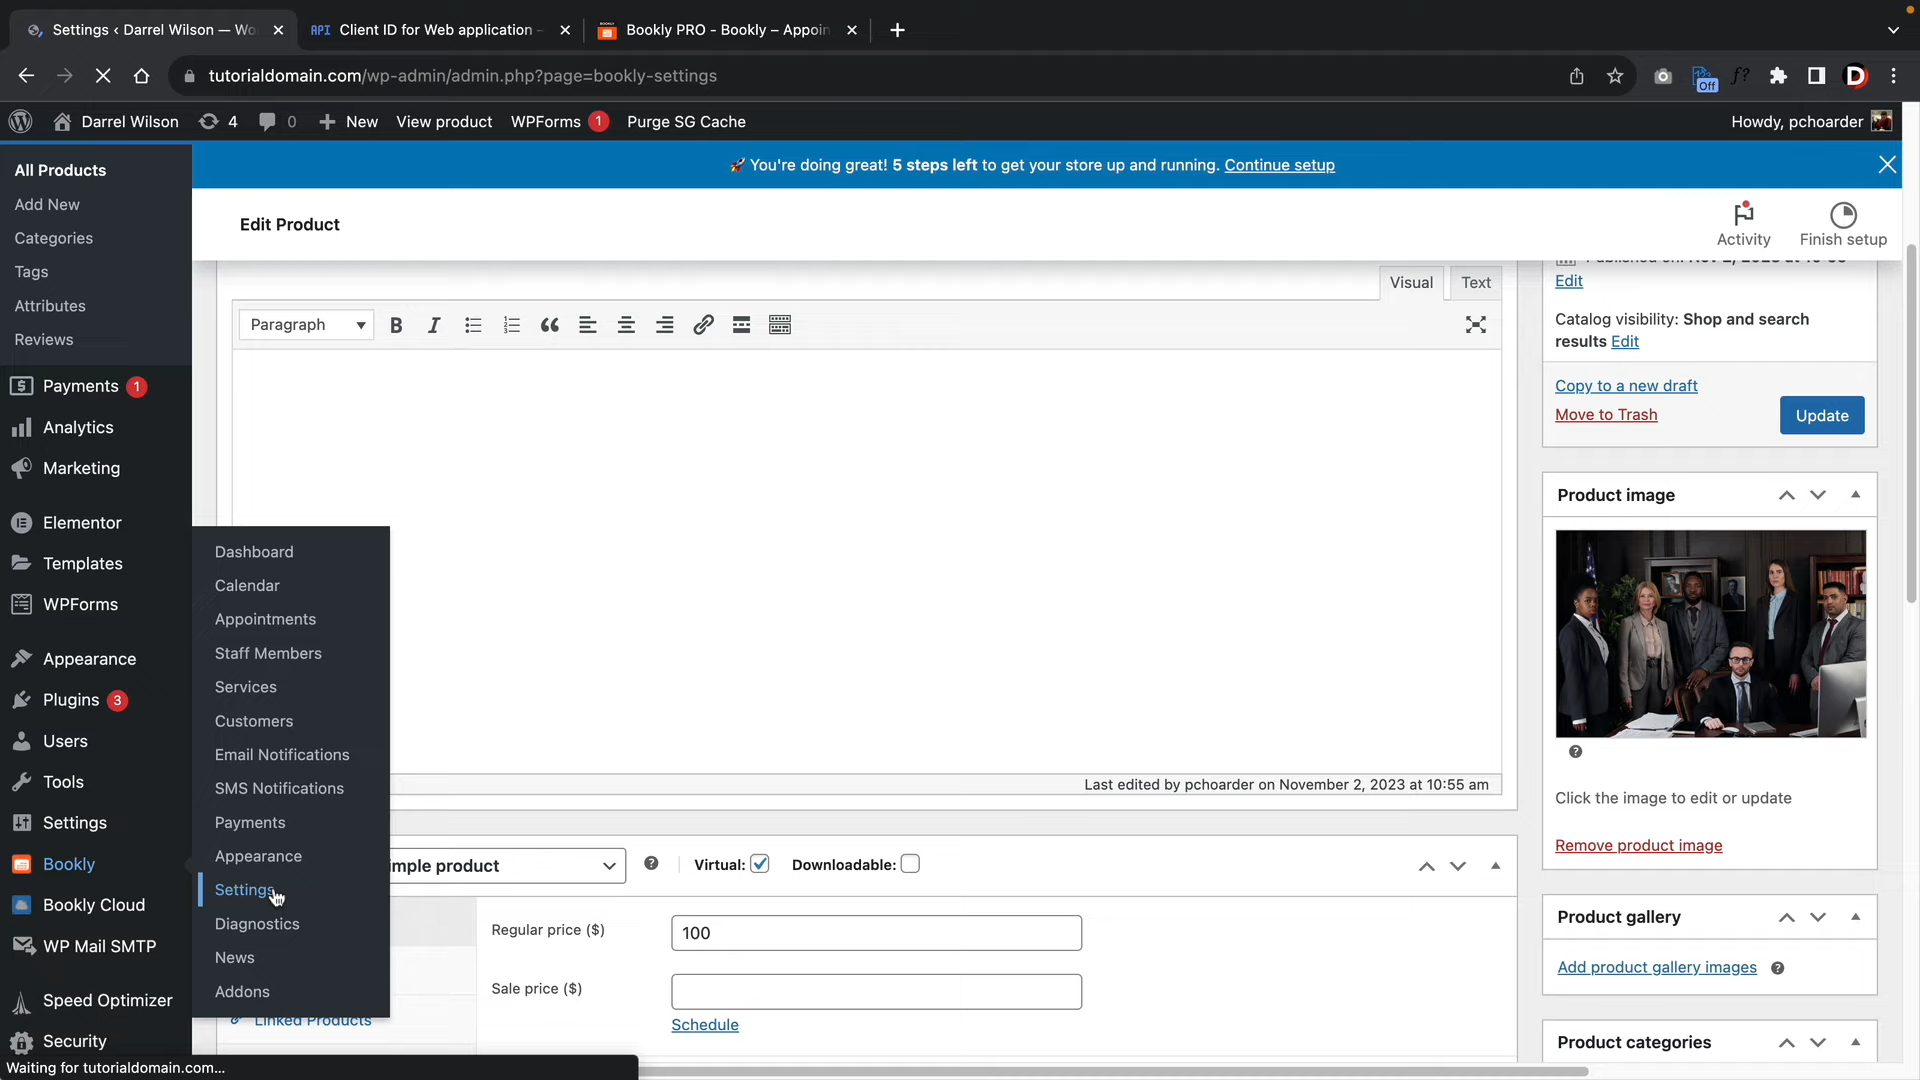 Settings ‹ Darrel Wilson — Wo
API Client ID for Web application -
Bookly PRO - Bookly – Appoin
tutorialdomain.com/wp-admin/admin.php?page=bookly-settings
f?
Off
D
Darrel Wilson
4
0
New
View product
WPForms 1
Purge SG Cache
Howdy, pchoarder
🚀 You're doing great! 5 steps left to get your store up and running. Continue setup
All Products
Add New
Categories
Tags
Attributes
Reviews
Payments 1
Analytics
Marketing
Elementor
Templates
WPForms
Appearance
Plugins 3
Users
Tools
Settings
Bookly
Bookly Cloud
WP Mail SMTP
Speed Optimizer
Security
Waiting for tutorialdomain.com...
Dashboard
Calendar
Appointments
Staff Members
Services
Customers
Email Notifications
SMS Notifications
Payments
Appearance
Settings
Diagnostics
News
Addons
Edit Product
Activity
Finish setup
Visual
Text
Paragraph
Last edited by pchoarder on November 2, 2023 at 10:55 am
imple product
Virtual:
Downloadable:
Linked Products
Regular price ($)
100
Sale price ($)
Schedule
Edit
Catalog visibility: Shop and search
results Edit
Copy to a new draft
Move to Trash
Update
Product image
Click the image to edit or update
Remove product image
Product gallery
Add product gallery images
Product categories